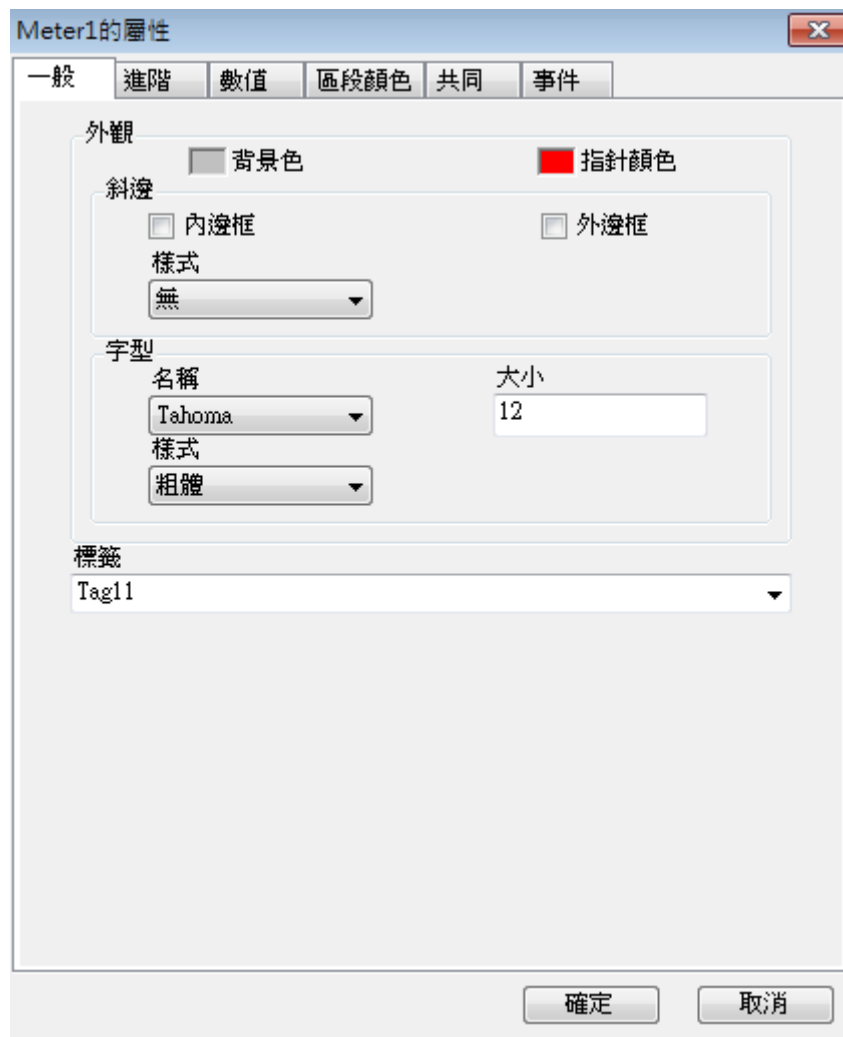 Meter1的屬性
一般 進階 數值 區段顏色 共同 事件
外觀
背景色 指針顏色
斜邊
內邊框 外邊框
樣式
無
字型
名稱 大小
Tahoma 12
樣式
粗體
標籤
Tag11
確定 取消